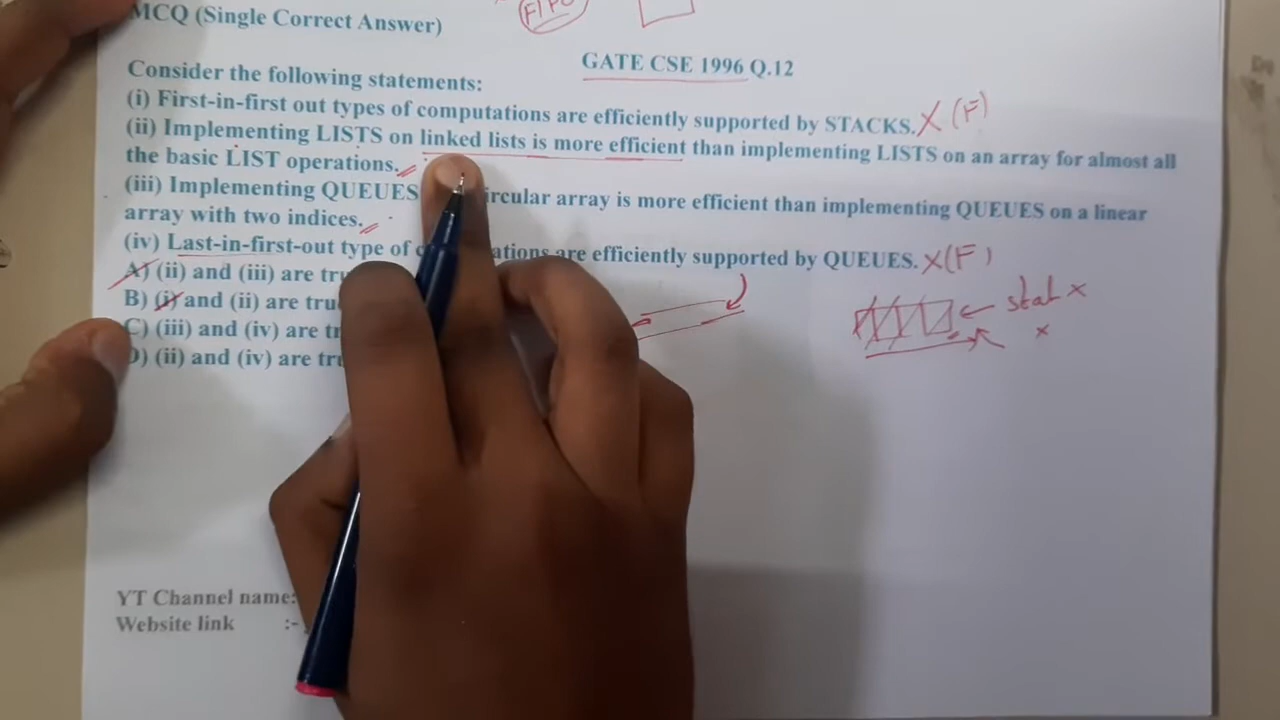 FIFO
MCQ (Single Correct Answer)
GATE CSE 1996 Q.12
Consider the following statements:
(i) First-in-first out types of computations are efficiently supported by STACKS. X (F)
(ii) Implementing LISTS on linked lists is more efficient than implementing LISTS on an array for almost all
the basic LIST operations.
(iii) Implementing QUEUES ircular array is more efficient than implementing QUEUES on a linear
array with two indices.
(iv) Last-in-first-out type of ations are efficiently supported by QUEUES. X(F)
A) (ii) and (iii) are tru
B) (i) and (ii) are tru
C) (iii) and (iv) are t
D) (ii) and (iv) are tru
stat x
x
YT Channel name:
Website link :-